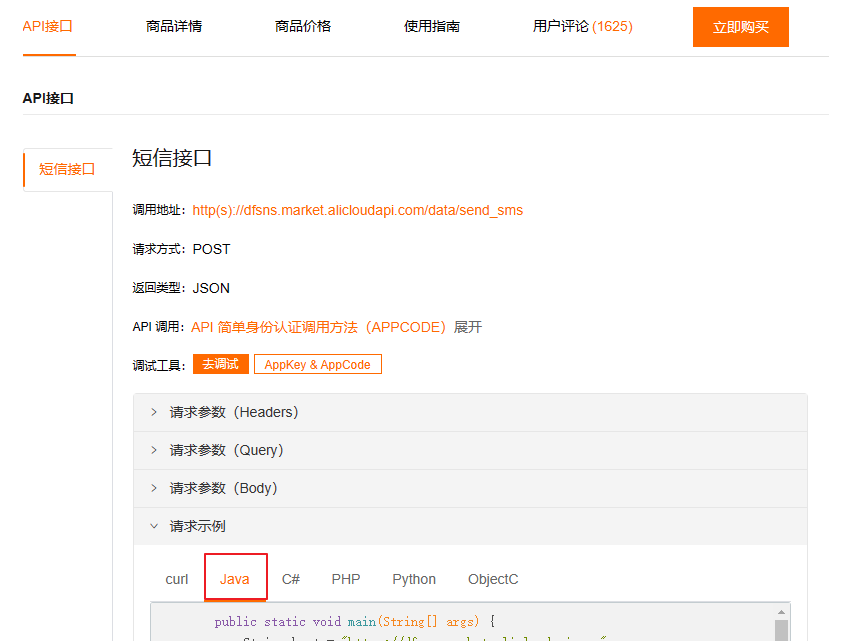 API接口 商品详情 商品价格 使用指南 用户评论 (1625) 立即购买
API接口
短信接口
短信接口
调用地址: http(s)://dfsns.market.alicloudapi.com/data/send_sms
请求方式: POST
返回类型: JSON
API 调用: API 简单身份认证调用方法（APPCODE）展开
调试工具: 去调试 AppKey & AppCode
请求参数（Headers）
请求参数（Query）
请求参数（Body）
请求示例
curl Java C# PHP Python ObjectC
public static void main(String[] args) {